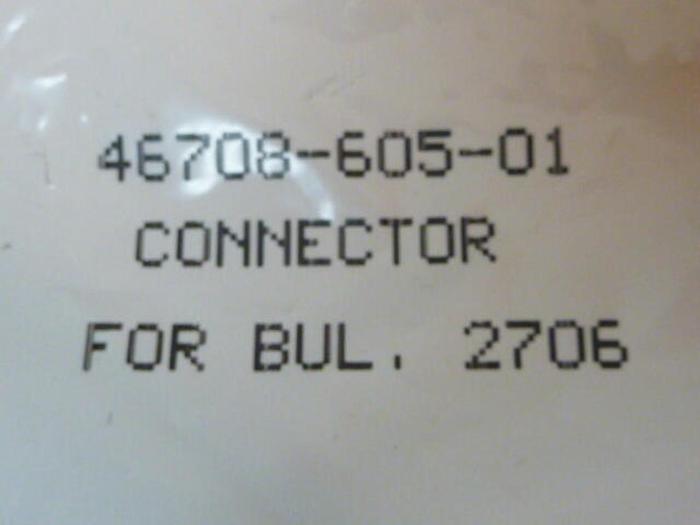 46708-605-01
CONNECTOR
FOR BUL. 2706